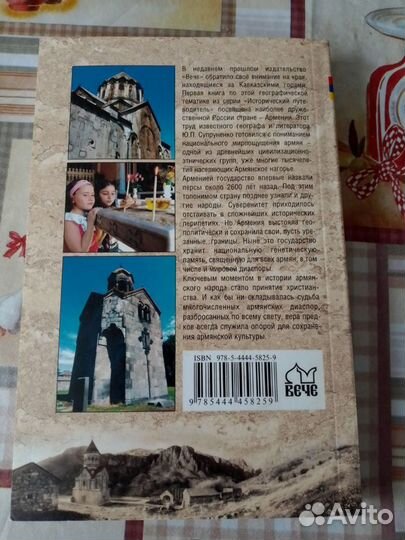 В недавнем прошлом издательство
«Вече» обратило своё внимание на края,
находящиеся за Кавказскими горами.
Первая книга по этой географической
тематике из серии «Исторический путе-
водитель» посвящена наиболее друже-
ственной России стране – Армении. Это
труд известного географа и литератора
Ю.П. Супруненко готовился с пониманием
национального мироощущения армян –
одной из древнейших цивилизационно-
этнических групп, уже многие тысячеле-
тия населяющих Армянское нагорье.
Арменией государство впервые назвали
персы около 2600 лет назад. Под этим
топонимом страну позднее узнали и дру-
гие народы. Суверенитет приходилось
отстаивать в сложнейших исторических
перипетиях. Но Армения выстояла гео-
политически и сохранила свои, пусть уре-
занные, границы. Ныне это государство
хранит национальную генетическую
память, священную для всех армян, в том
числе и мировой диаспоры.
Ключевым моментом в истории армян-
ского народа стало принятие христиан-
ства. И как бы ни складывалась судьба
многочисленных армянских диаспор,
разбросанных по всему свету, вера пред-
ков всегда служила опорой для сохране-
ния армянской культуры.
ISBN 978-5-4444-5825-9
9 785444 458259
ВЕЧЕ
Avito